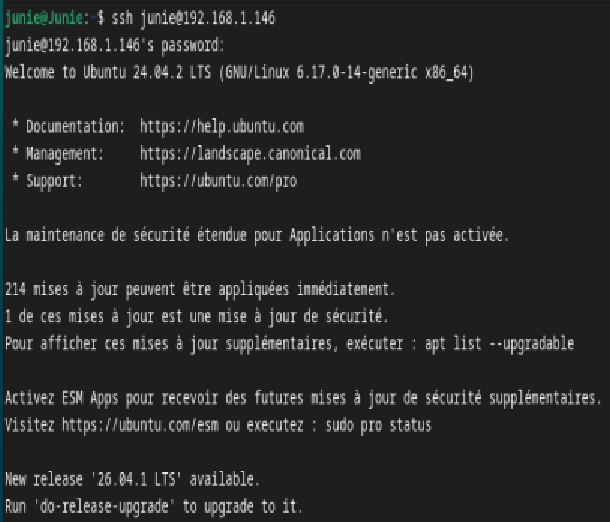 junie@Junie:~$ ssh junie@192.168.1.146
junie@192.168.1.146's password:
Welcome to Ubuntu 24.04.2 LTS (GNU/Linux 6.17.0-14-generic x86_64)
* Documentation: https://help.ubuntu.com
* Management: https://landscape.canonical.com
* Support: https://ubuntu.com/pro
La maintenance de sécurité étendue pour Applications n'est pas activée.
214 mises à jour peuvent être appliquées immédiatement.
1 de ces mises à jour est une mise à jour de sécurité.
Pour afficher ces mises à jour supplémentaires, exécuter : apt list --upgradable
Activez ESM Apps pour recevoir des futures mises à jour de sécurité supplémentaires.
Visitez https://ubuntu.com/esm ou executez : sudo pro status
New release '26.04.1 LTS' available.
Run 'do-release-upgrade' to upgrade to it.